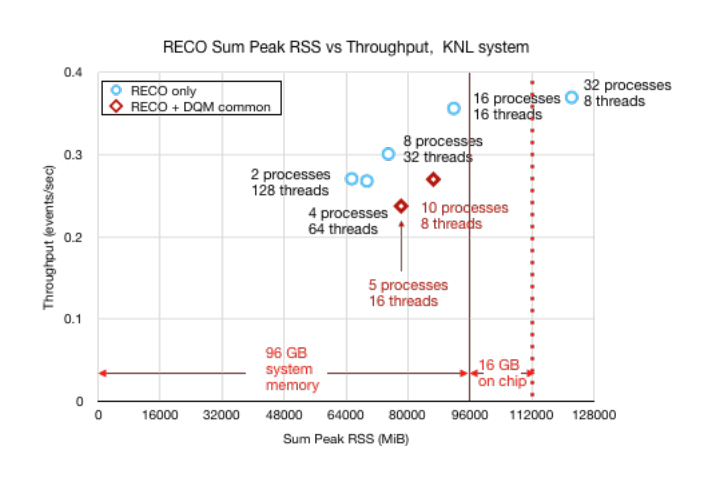 RECO Sum Peak RSS vs Throughput, KNL system
0.4
0.3
0.2
0.1
0
Throughput (events/sec)
RECO only
RECO + DQM common
32 processes
8 threads
16 processes
16 threads
8 processes
32 threads
2 processes
128 threads
4 processes
64 threads
10 processes
8 threads
5 processes
16 threads
96 GB
system
memory
16 GB
on chip
0 16000 32000 48000 64000 80000 96000 112000 128000
Sum Peak RSS (MiB)